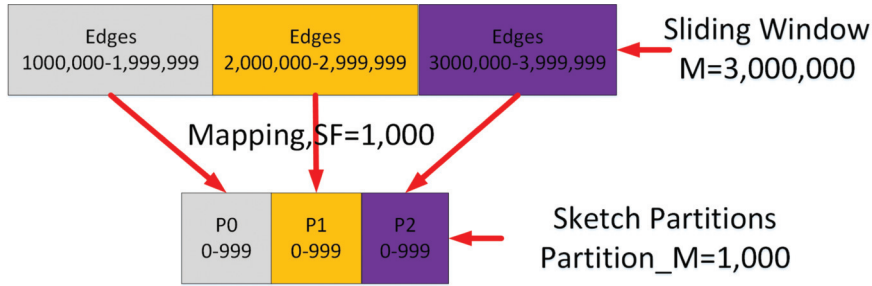 Edges
1000,000-1,999,999
Edges
2,000,000-2,999,999
Edges
3000,000-3,999,999
Sliding Window
M=3,000,000
Mapping,SF=1,000
P0
0-999
P1
0-999
P2
0-999
Sketch Partitions
Partition_M=1,000